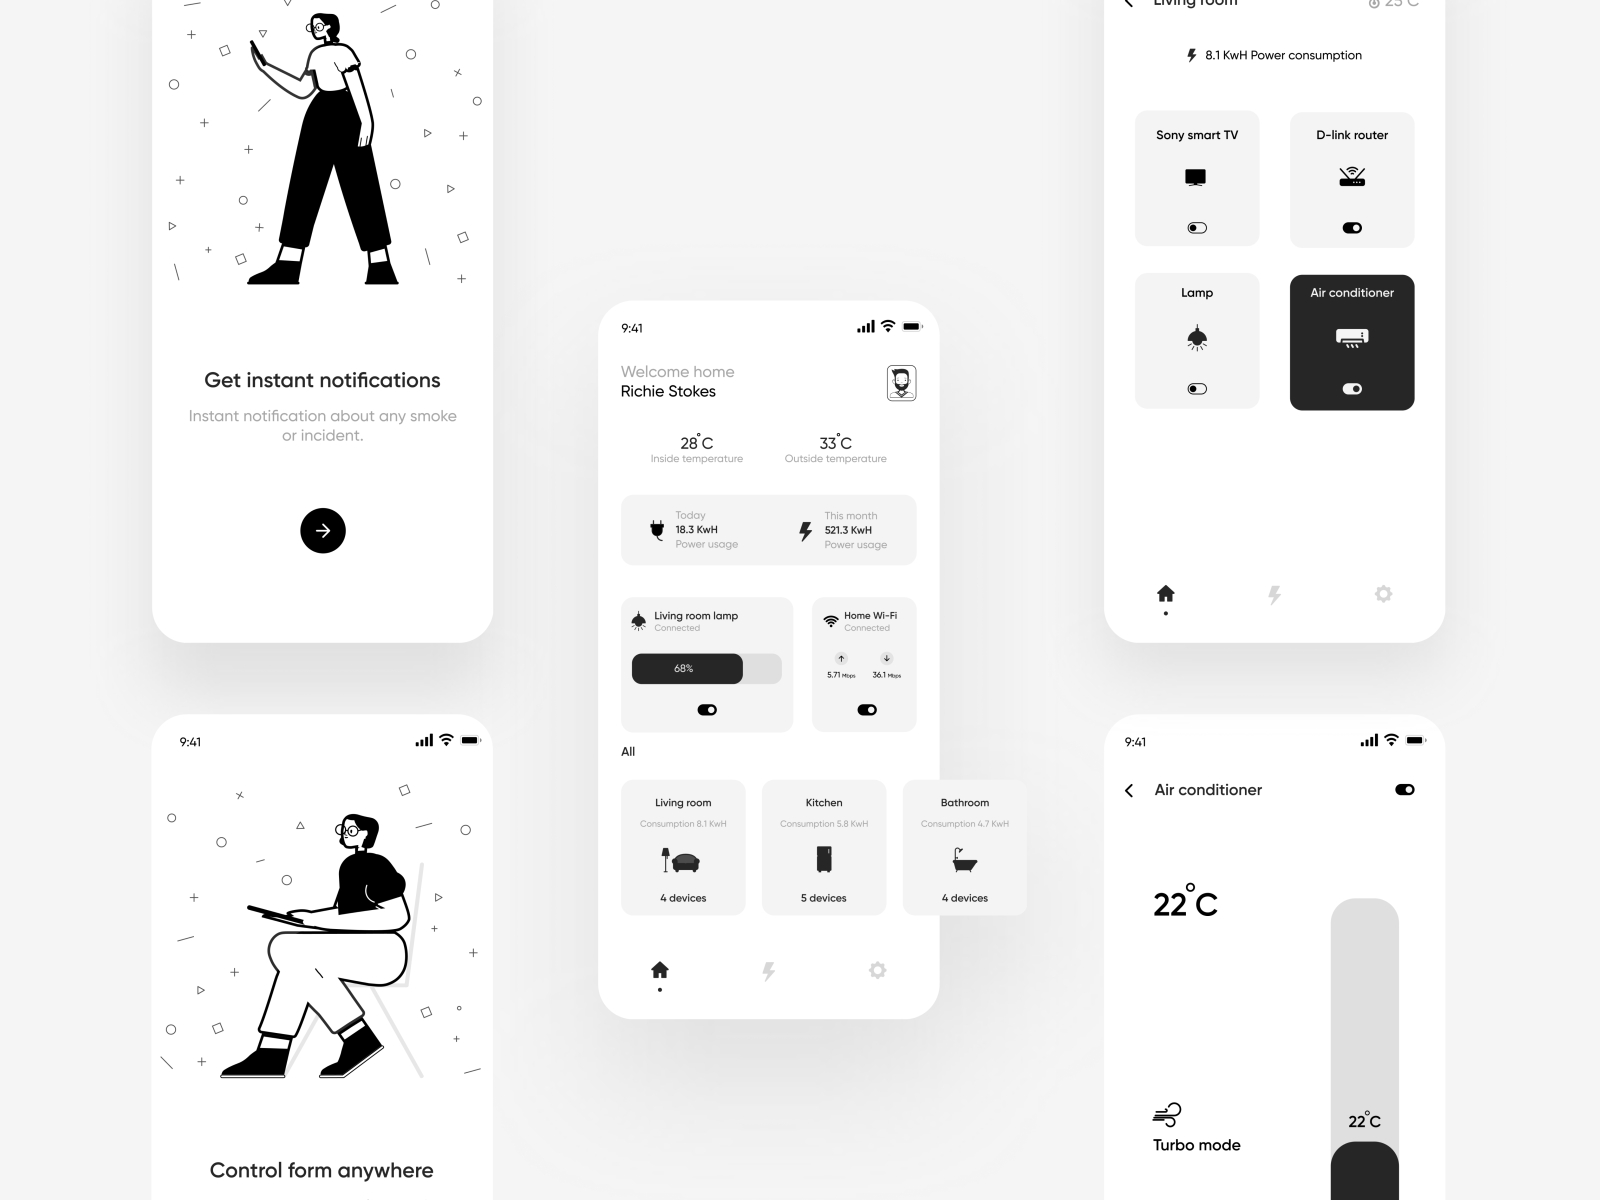 Get instant notifications
Instant notification about any smoke
or incident.
9:41
Control form anywhere
9:41
Welcome home
Richie Stokes
28°C
Inside temperature
33°C
Outside temperature
Today
18.3 KwH
Power usage
This month
521.3 KwH
Power usage
Living room lamp
Connected
68%
Home Wi-Fi
Connected
5.71 Mbps
36.1 Mbps
All
Living room
Consumption 8.1 KwH
4 devices
Kitchen
Consumption 5.8 KwH
5 devices
Bathroom
Consumption 4.7 KwH
4 devices
Living room
25°C
8.1 KwH Power consumption
Sony smart TV
D-link router
Lamp
Air conditioner
9:41
Air conditioner
22°C
22°C
Turbo mode